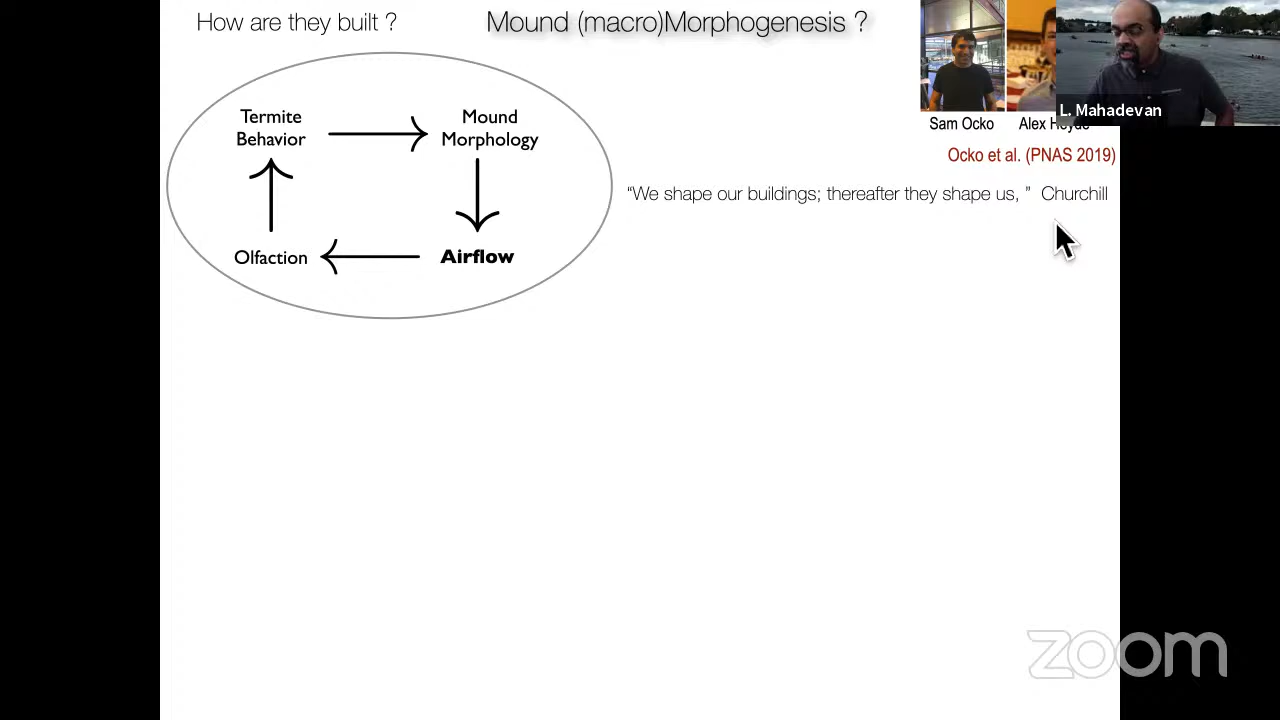 How are they built ?
Mound (macro)Morphogenesis ?
L. Mahadevan
Sam Ocko
Alex
Ocko et al. (PNAS 2019)
"We shape our buildings; thereafter they shape us, ” Churchill
Termite
Behavior
Mound
Morphology
Olfaction
Airflow
zoom